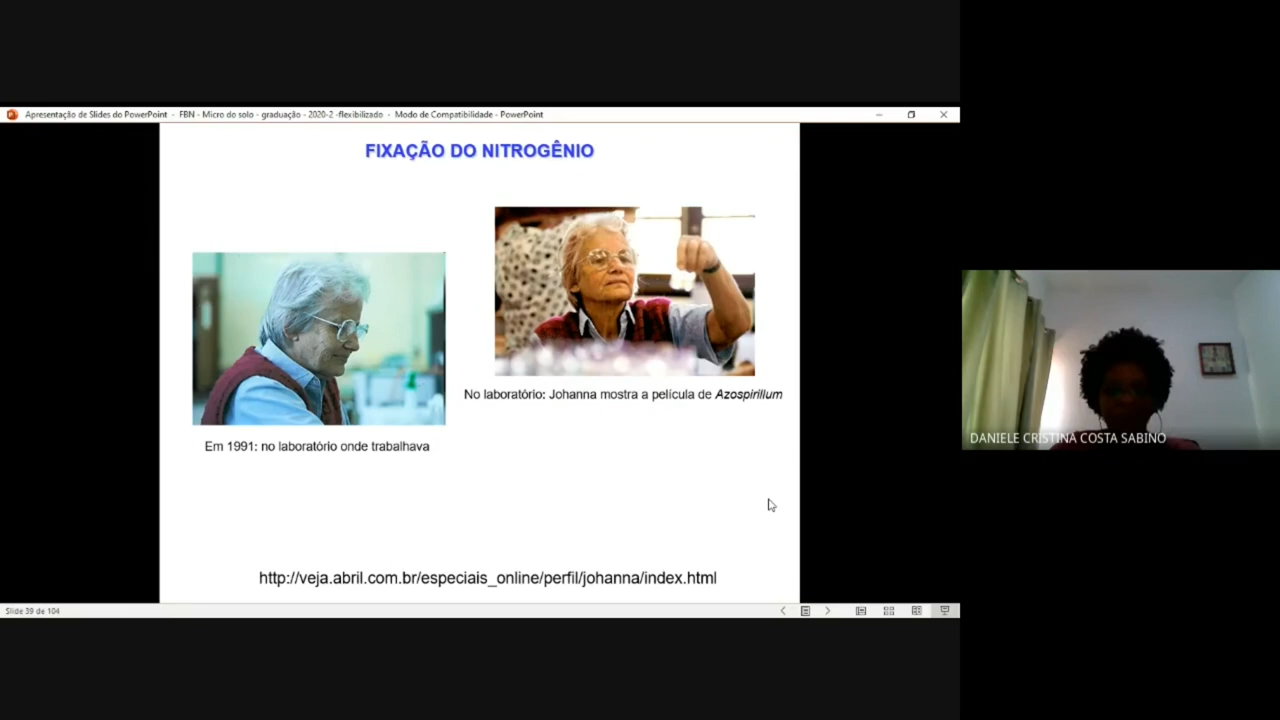 Apresentação de Slides do PowerPoint - FBN - Micro do solo - graduação - 2020-2 -flexibilizado - Modo de Compatibilidade - PowerPoint
FIXAÇÃO DO NITROGÊNIO
No laboratório: Johanna mostra a película de Azospirillum
Em 1991: no laboratório onde trabalhava
DANIELE CRISTINA COSTA SABINO
http://veja.abril.com.br/especiais_online/perfil/johanna/index.html
Slide 39 de 104